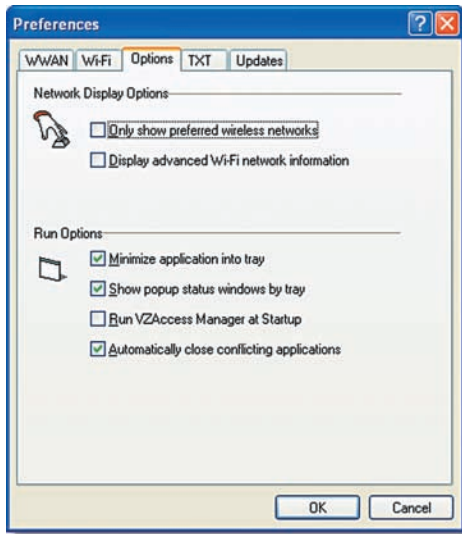 Preferences
?
X
WWAN Wi-Fi Options TXT Updates
Network Display Options
Only show preferred wireless networks
Display advanced Wi-Fi network information
Run Options
Minimize application into tray
Show popup status windows by tray
Run VZAccess Manager at Startup
Automatically close conflicting applications
OK Cancel